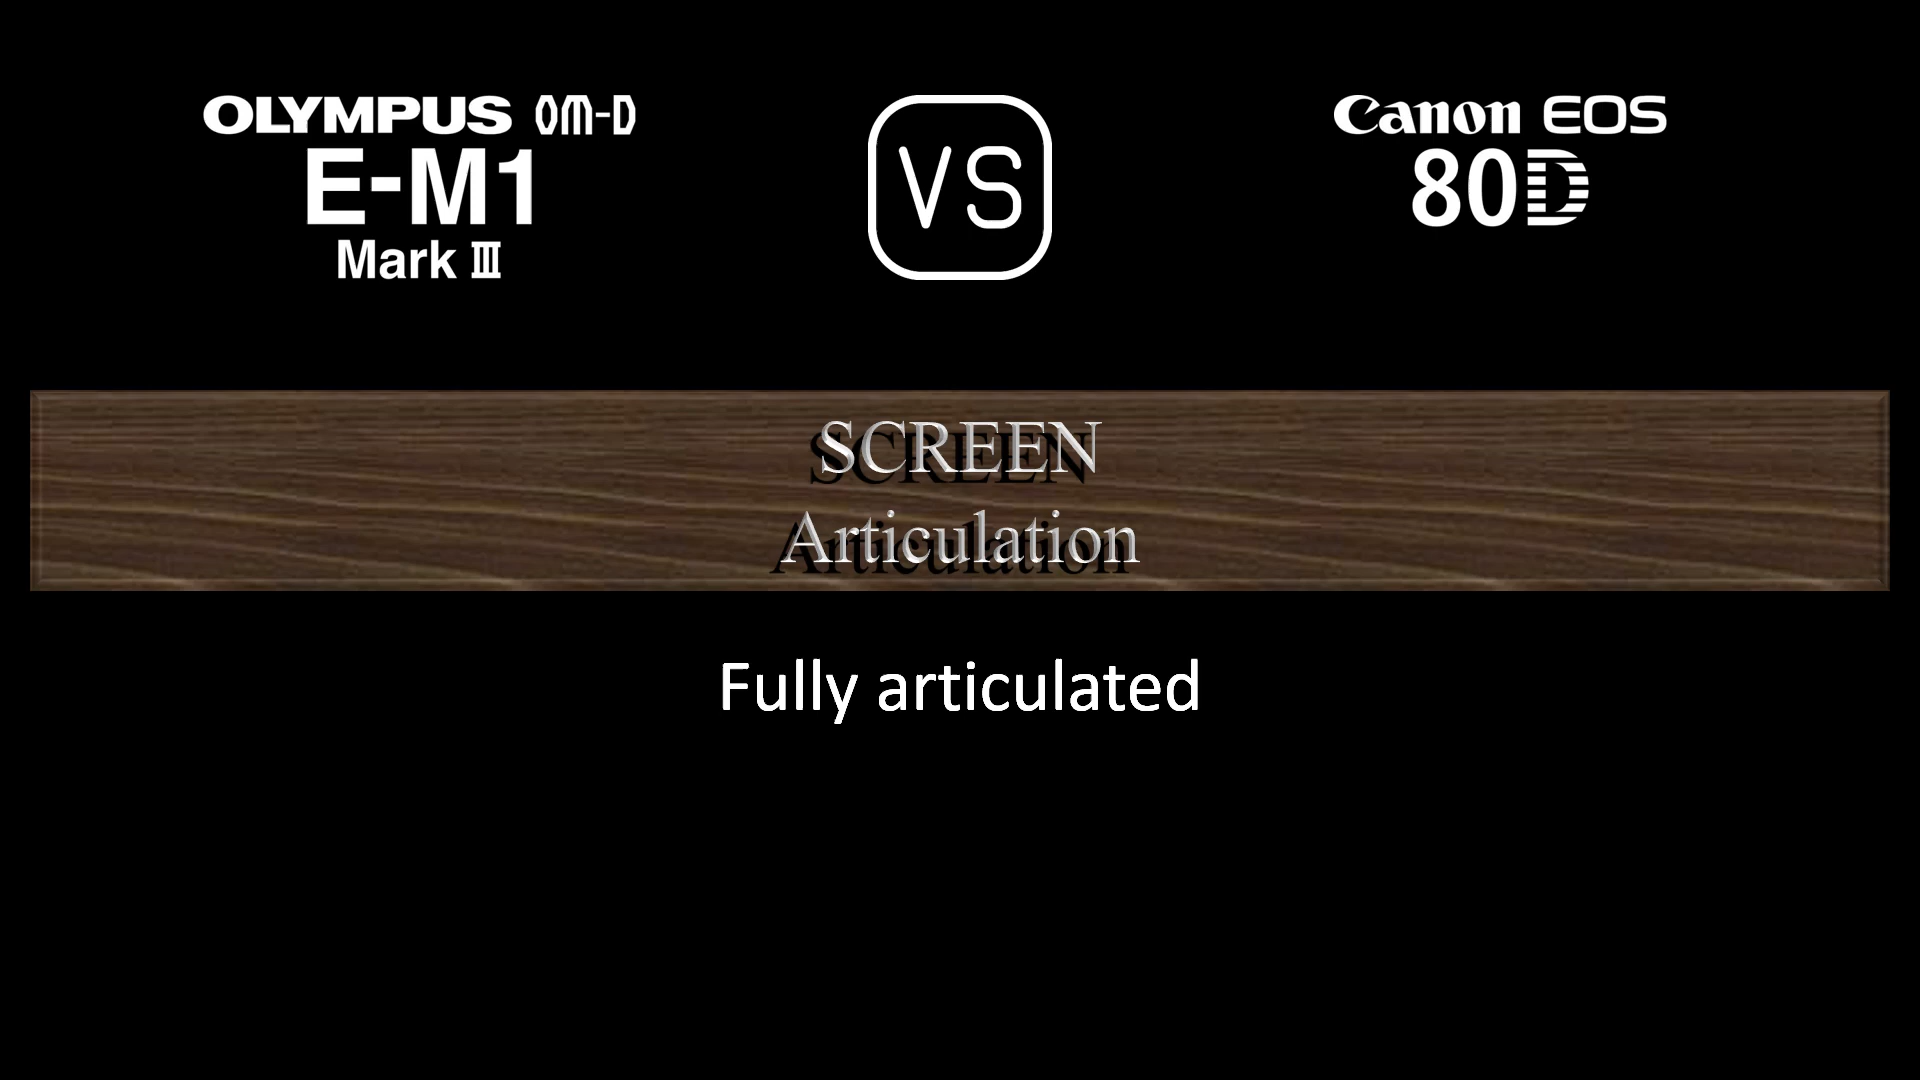 OLYMPUS OM-D
E-M1
Mark III
VS
Canon EOS
80D
SCREEN
Articulation
Fully articulated